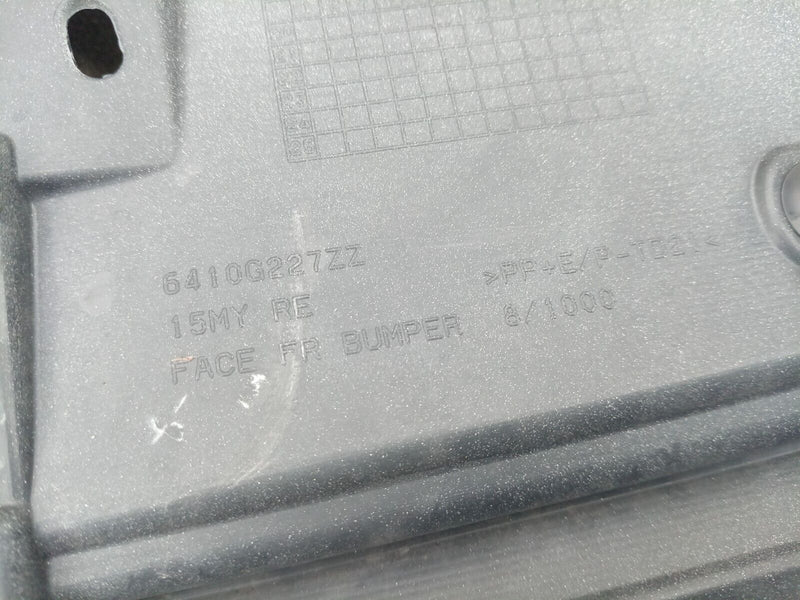 6410G227ZZ
15MY RE
FACE FR BUMPER
>PP+E/P-TD21<
8/1000